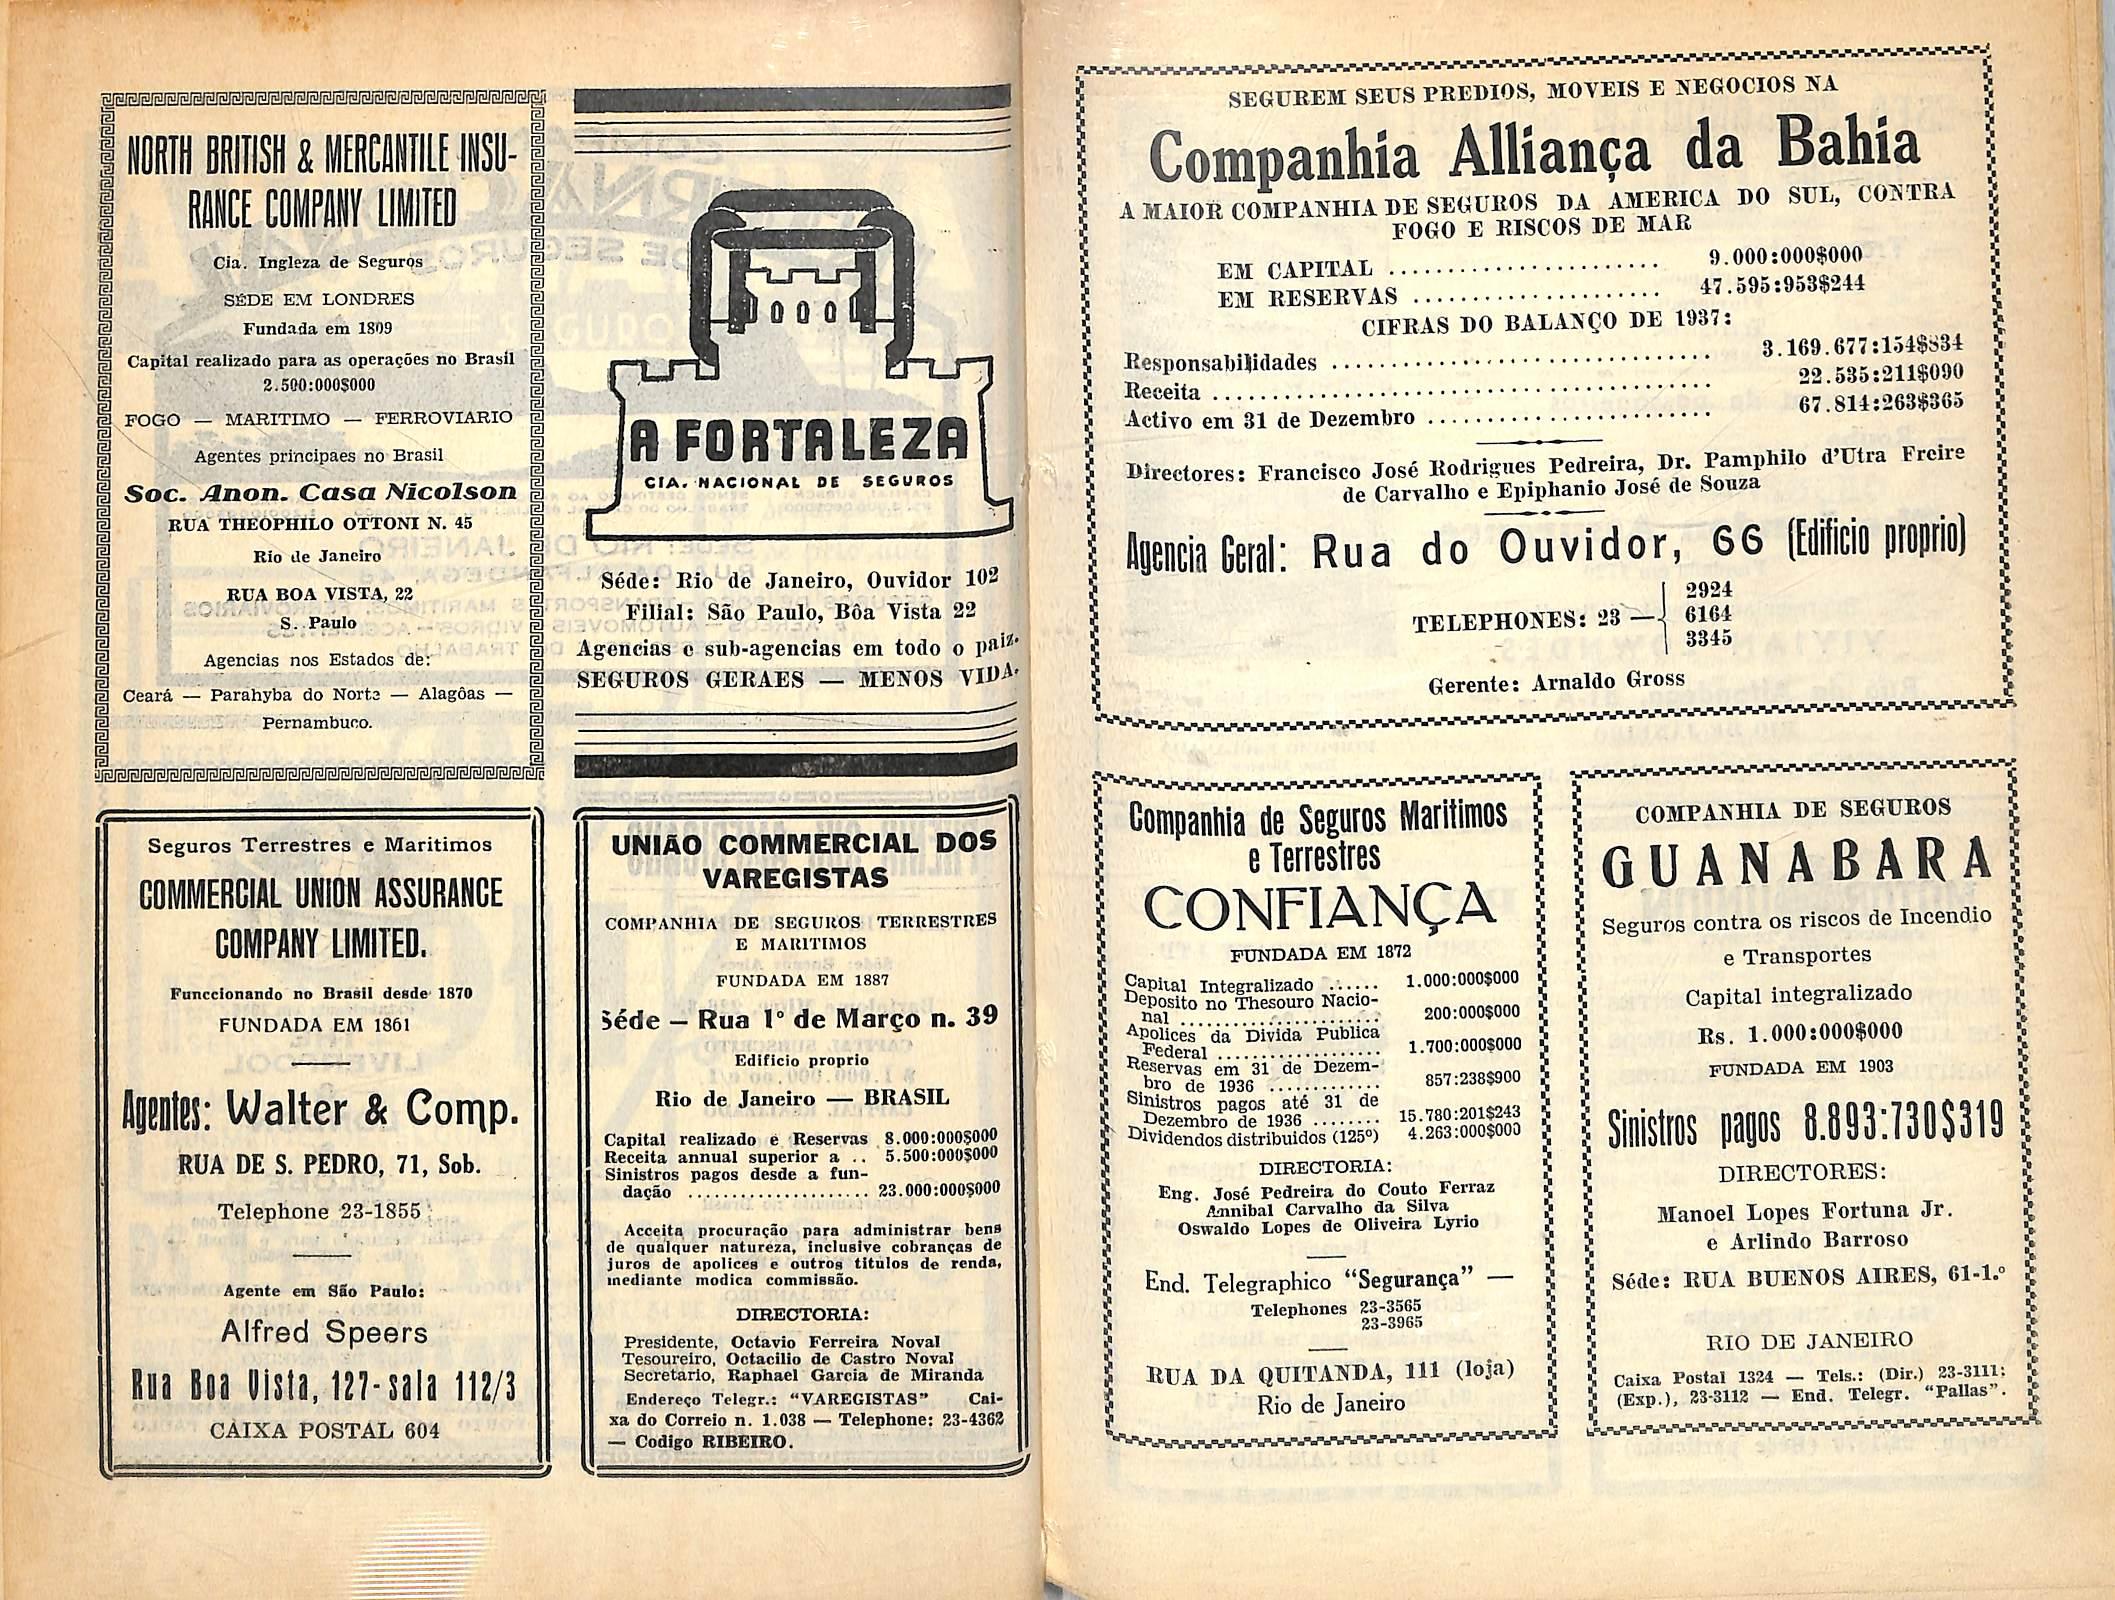 NORTH BRITISH & MERCANTILE INSU-
RANCE COMPANY LIMITED
Cia. Ingleza de Seguros
SÉDE EM LONDRES
Fundada em 1809
Capital realizado para as operações no Brasil
2.500:000$000
FOGO — MARITIMO — FERROVIARIO
Agentes principaes no Brasil
Soc. Anon. Casa Nicolson
RUA THEOPHILO OTTONI N. 45
Rio de Janeiro
RUA BOA VISTA, 22
S. Paulo
Agencias nos Estados de:
Ceará — Parahyba do Norte — Alagôas —
Pernambuco.
A FORTALEZA
CIA. NACIONAL DE SEGUROS
Séde: Rio de Janeiro, Ouvidor 102
Filial: São Paulo, Bôa Vista 22
Agencias e sub-agencias em todo o paiz.
SEGUROS GERAES — MENOS VIDA.
Seguros Terrestres e Maritimos
COMMERCIAL UNION ASSURANCE
COMPANY LIMITED.
Funccionando no Brasil desde 1870
FUNDADA EM 1861
Agentes: Walter & Comp.
RUA DE S. PEDRO, 71, Sob.
Telephone 23-1855
Agente em São Paulo:
Alfred Speers
Rua Boa Vista, 127-sala 112/3
CAIXA POSTAL 604
UNIÃO COMMERCIAL DOS
VAREGISTAS
COMPANHIA DE SEGUROS TERRESTRES
E MARITIMOS
FUNDADA EM 1887
Séde — Rua 1º de Março n. 39
Edificio proprio
Rio de Janeiro — BRASIL
Capital realizado e Reservas 8.000:000$000
Receita annual superior a .. 5.500:000$000
Sinistros pagos desde a fun-
dação ..................... 23.000:000$000
Acceita procuração para administrar bens
de qualquer natureza, inclusive cobranças de
juros de apolices e outros titulos de renda,
mediante modica commissão.
DIRECTORIA:
Presidente, Octavio Ferreira Noval
Tesoureiro, Octacilio de Castro Noval
Secretario, Raphael Garcia de Miranda
Endereço Telegr.: "VAREGISTAS" Cai-
xa do Correio n. 1.038 — Telephone: 23-4362
— Codigo RIBEIRO.
SEGUREM SEUS PREDIOS, MOVEIS E NEGOCIOS NA
Companhia Alliança da Bahia
A MAIOR COMPANHIA DE SEGUROS DA AMERICA DO SUL, CONTRA
FOGO E RISCOS DE MAR
EM CAPITAL ........................ 9.000:000$000
EM RESERVAS ..................... 47.595:953$244
CIFRAS DO BALANÇO DE 1937:
Responsabilidades ................................... 3.169.677:154$834
Receita .............................................. 22.535:211$090
Activo em 31 de Dezembro .......................... 67.814:263$365
Directores: Francisco José Rodrigues Pedreira, Dr. Pamphilo d'Utra Freire
de Carvalho e Epiphanio José de Souza
Agencia Geral: Rua do Ouvidor, 66 (Edificio proprio)
2924
TELEPHONES: 23 — 6164
3345
Gerente: Arnaldo Gross
Companhia de Seguros Maritimos
e Terrestres
CONFIANÇA
FUNDADA EM 1872
Capital Integralizado ...... 1.000:000$000
Deposito no Thesouro Nacio-
nal ........................ 200:000$000
Apolices da Divida Publica
Federal .................... 1.700:000$000
Reservas em 31 de Dezem-
bro de 1936 ............. 857:238$900
Sinistros pagos até 31 de
Dezembro de 1936 ........ 15.780:201$243
Dividendos distribuidos (125º) 4.263:000$000
DIRECTORIA:
Eng. José Pedreira do Couto Ferraz
Annibal Carvalho da Silva
Oswaldo Lopes de Oliveira Lyrio
End. Telegraphico "Segurança" —
Telephones 23-3565
23-3965
RUA DA QUITANDA, 111 (loja)
Rio de Janeiro
COMPANHIA DE SEGUROS
GUANABARA
Seguros contra os riscos de Incendio
e Transportes
Capital integralizado
Rs. 1.000:000$000
FUNDADA EM 1903
Sinistros pagos 8.893:730$319
DIRECTORES:
Manoel Lopes Fortuna Jr.
e Arlindo Barroso
Séde: RUA BUENOS AIRES, 61-1.º
RIO DE JANEIRO
Caixa Postal 1324 — Tels.: (Dir.) 23-3111;
(Exp.), 23-3112 — End. Telegr. "Pallas".